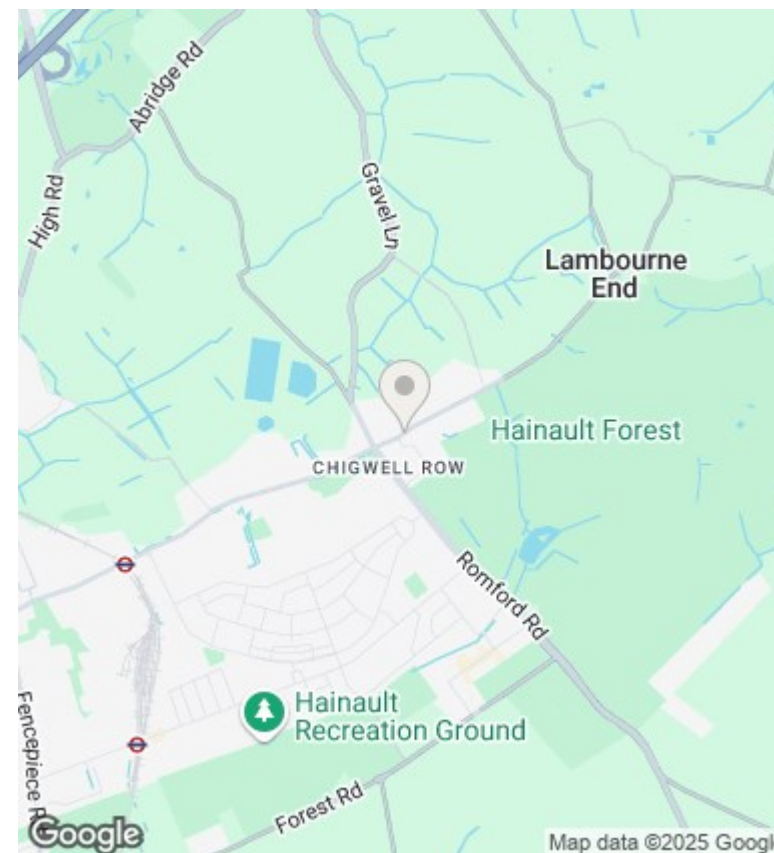 Abridge Rd
High Rd
Gravel Ln
Lambourne
End
Hainault Forest
CHIGWELL ROW
Romford Rd
Hainault
Recreation Ground
Fencepiece R
Forest Rd
Google
Map data ©2025 Googl